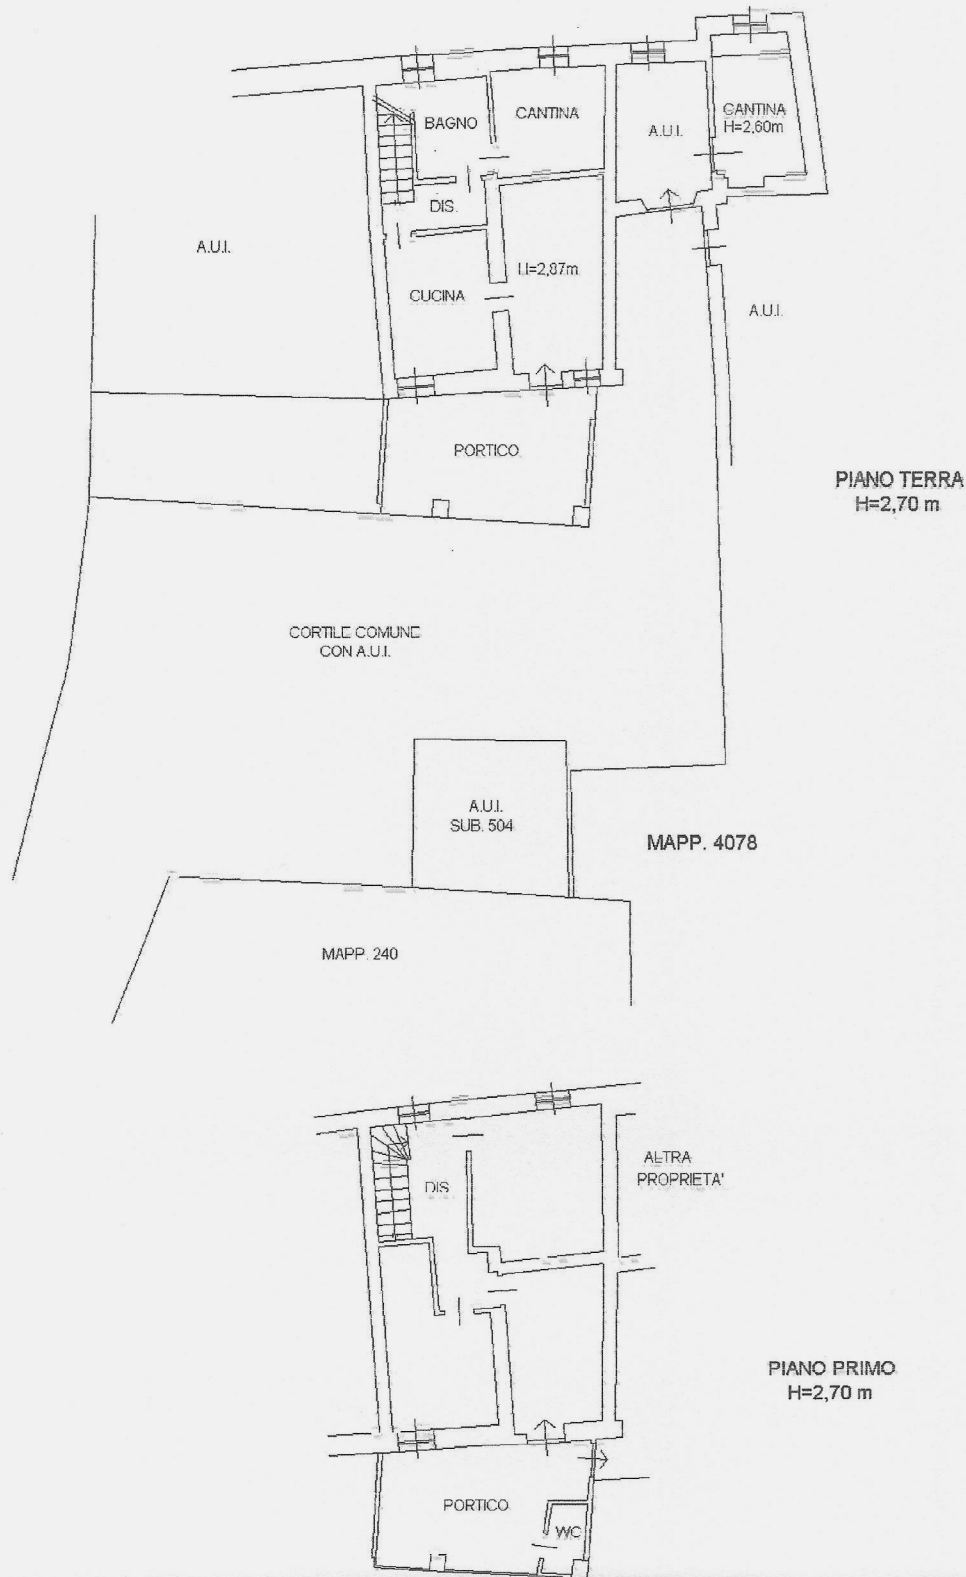 BAGNO
CANTINA
A.U.I.
CANTINA
H=2,60m
DIS.
A.U.I.
CUCINA
H=2,87m
A.U.I.
PORTICO
PIANO TERRA
H=2,70 m
CORTILE COMUNE
CON A.U.I.
A.U.I.
SUB. 504
MAPP. 4078
MAPP. 240
DIS
ALTRA
PROPRIETA'
PIANO PRIMO
H=2,70 m
PORTICO
WC